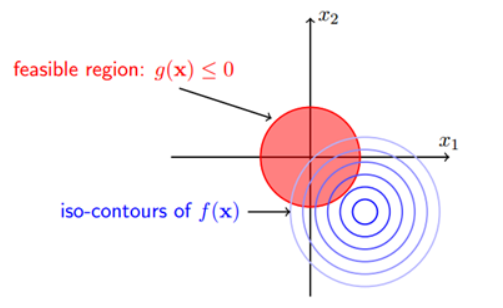 x₂
feasible region: g(𝐱) ≤ 0
x₁
iso-contours of f(𝐱)